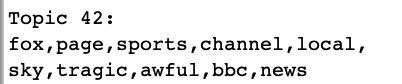 Topic 42:
fox,page,sports,channel,local,
sky,tragic,awful,bbc,news